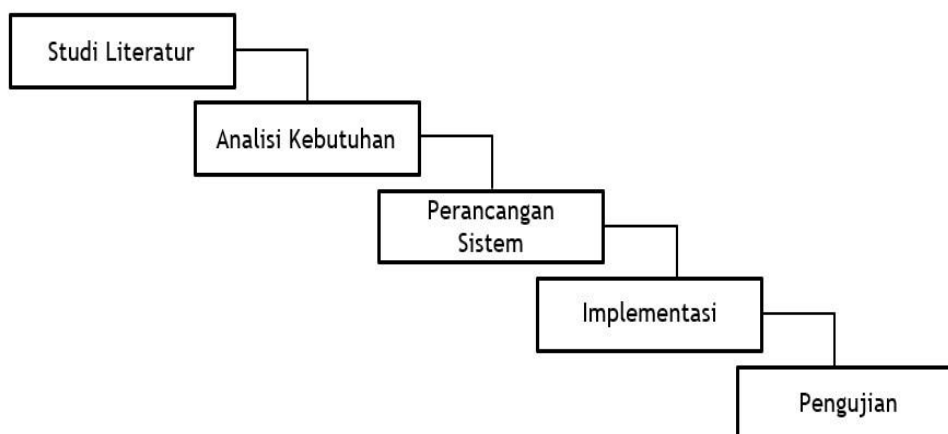 Studi Literatur
Analisi Kebutuhan
Perancangan
Sistem
Implementasi
Pengujian